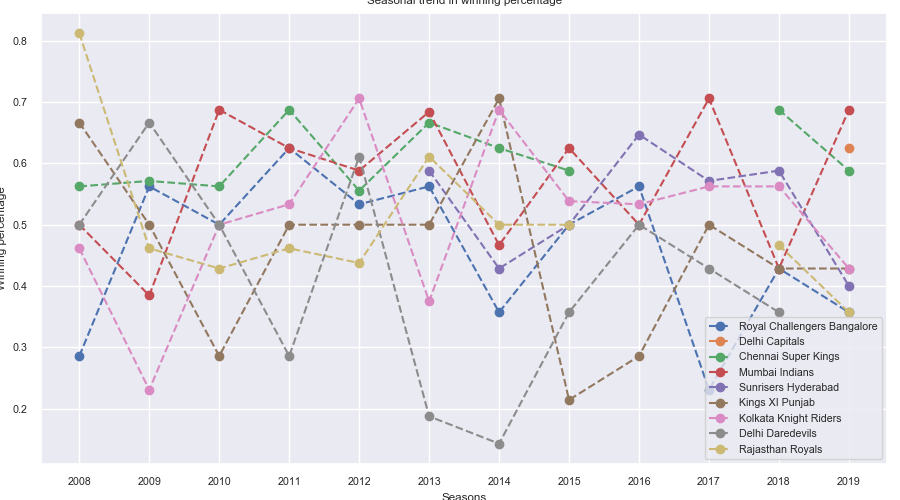 Seasonal trend in winning percentage
0.8
0.7
0.6
0.5
0.4
0.3
0.2
Winning percentage
Royal Challengers Bangalore
Delhi Capitals
Chennai Super Kings
Mumbai Indians
Sunrisers Hyderabad
Kings XI Punjab
Kolkata Knight Riders
Delhi Daredevils
Rajasthan Royals
2008 2009 2010 2011 2012 2013 2014 2015 2016 2017 2018 2019
Seasons